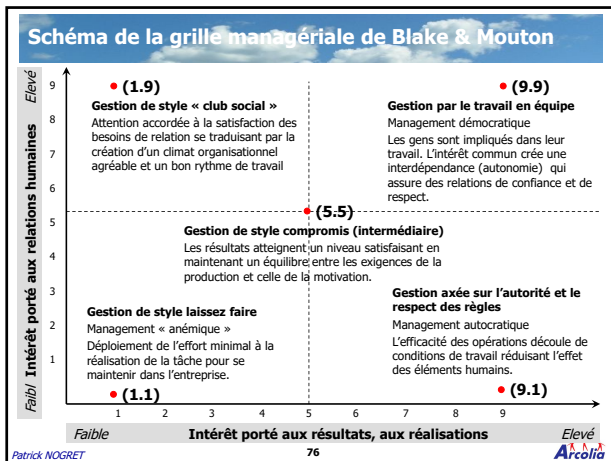 Schéma de la grille managériale de Blake & Mouton
Elevé
Intérêt porté aux relations humaines
Faibl
9
8
7
6
5
4
3
2
1
(1.9)
Gestion de style « club social »
Attention accordée à la satisfaction des
besoins de relation se traduisant par la
création d'un climat organisationnel
agréable et un bon rythme de travail
(9.9)
Gestion par le travail en équipe
Management démocratique
Les gens sont impliqués dans leur
travail. L'intérêt commun crée une
interdépendance (autonomie) qui
assure des relations de confiance et de
respect.
(5.5)
Gestion de style compromis (intermédiaire)
Les résultats atteignent un niveau satisfaisant en
maintenant un équilibre entre les exigences de la
production et celle de la motivation.
Gestion de style laissez faire
Management « anémique »
Déploiement de l'effort minimal à la
réalisation de la tâche pour se
maintenir dans l'entreprise.
(1.1)
Gestion axée sur l'autorité et le
respect des règles
Management autocratique
L'efficacité des opérations découle de
conditions de travail réduisant l'effet
des éléments humains.
(9.1)
1 2 3 4 5 6 7 8 9
Faible Intérêt porté aux résultats, aux réalisations Elevé
Patrick NOGRET 76 Arcolia